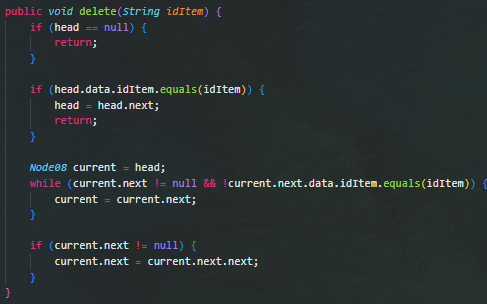 public void delete(String idItem) {
    if (head == null) {
        return;
    }

    if (head.data.idItem.equals(idItem)) {
        head = head.next;
        return;
    }

    Node08 current = head;
    while (current.next != null && !current.next.data.idItem.equals(idItem)) {
        current = current.next;
    }

    if (current.next != null) {
        current.next = current.next.next;
    }
}